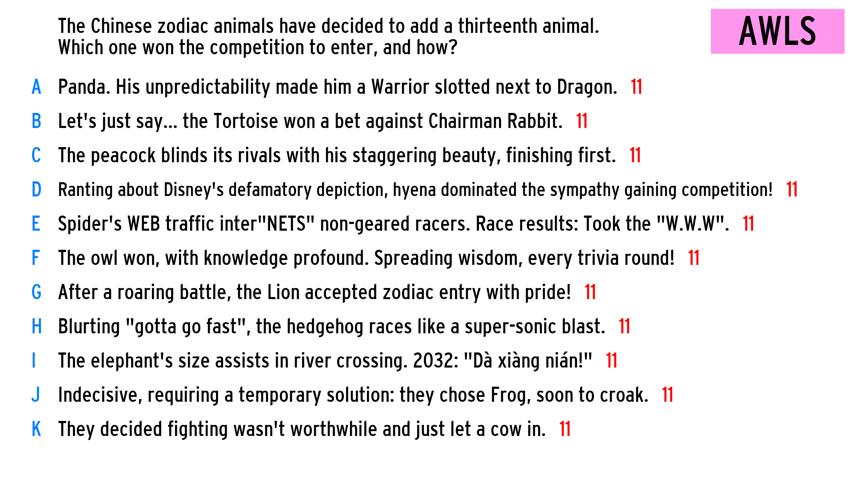 The Chinese zodiac animals have decided to add a thirteenth animal.
Which one won the competition to enter, and how?
AWLS
A Panda. His unpredictability made him a Warrior slotted next to Dragon. 11
B Let's just say... the Tortoise won a bet against Chairman Rabbit. 11
C The peacock blinds its rivals with his staggering beauty, finishing first. 11
D Ranting about Disney's defamatory depiction, hyena dominated the sympathy gaining competition! 11
E Spider's WEB traffic inter"NETS" non-geared racers. Race results: Took the "W.W.W". 11
F The owl won, with knowledge profound. Spreading wisdom, every trivia round! 11
G After a roaring battle, the Lion accepted zodiac entry with pride! 11
H Blurting "gotta go fast", the hedgehog races like a super-sonic blast. 11
I The elephant's size assists in river crossing. 2032: "Dà xiàng nián!" 11
J Indecisive, requiring a temporary solution: they chose Frog, soon to croak. 11
K They decided fighting wasn't worthwhile and just let a cow in. 11